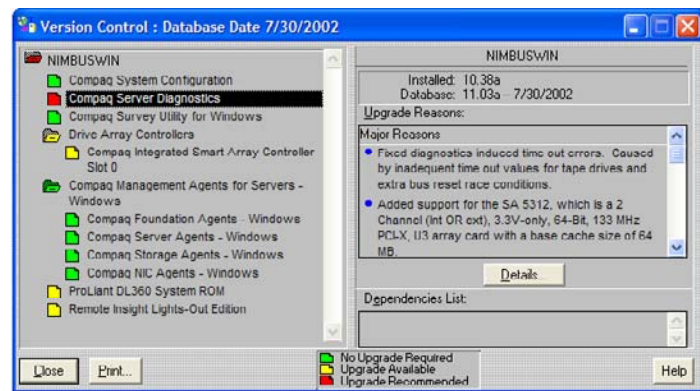 Version Control : Database Date 7/30/2002
NIMBUSWIN
Compaq System Configuration
Compaq Server Diagnostics
Compaq Survey Utility for Windows
Drive Array Controllers
Compaq Integrated Smart Array Controller
Slot 0
Compaq Management Agents for Servers -
Windows
Compaq Foundation Agents - Windows
Compaq Server Agents - Windows
Compaq Storage Agents - Windows
Compaq NIC Agents - Windows
ProLiant DL360 System ROM
Remote Insight Lights-Out Edition
NIMBUSWIN
Installed: 10.38a
Database: 11.03a - 7/30/2002
Upgrade Reasons:
Major Reasons
Fixed diagnostics induced time out errors. Caused
by inadequent time out values for tape drives and
extra bus reset race conditions.
Added support for the SA 5312, which is a 2
Channel (Int OR ext), 3.3V-only, 64-Bit, 133 MHz
PCI-X, U3 array card with a base cache size of 64
MB.
Details...
Dependencies List:
Close
Print...
No Upgrade Required
Upgrade Available
Upgrade Recommended
Help